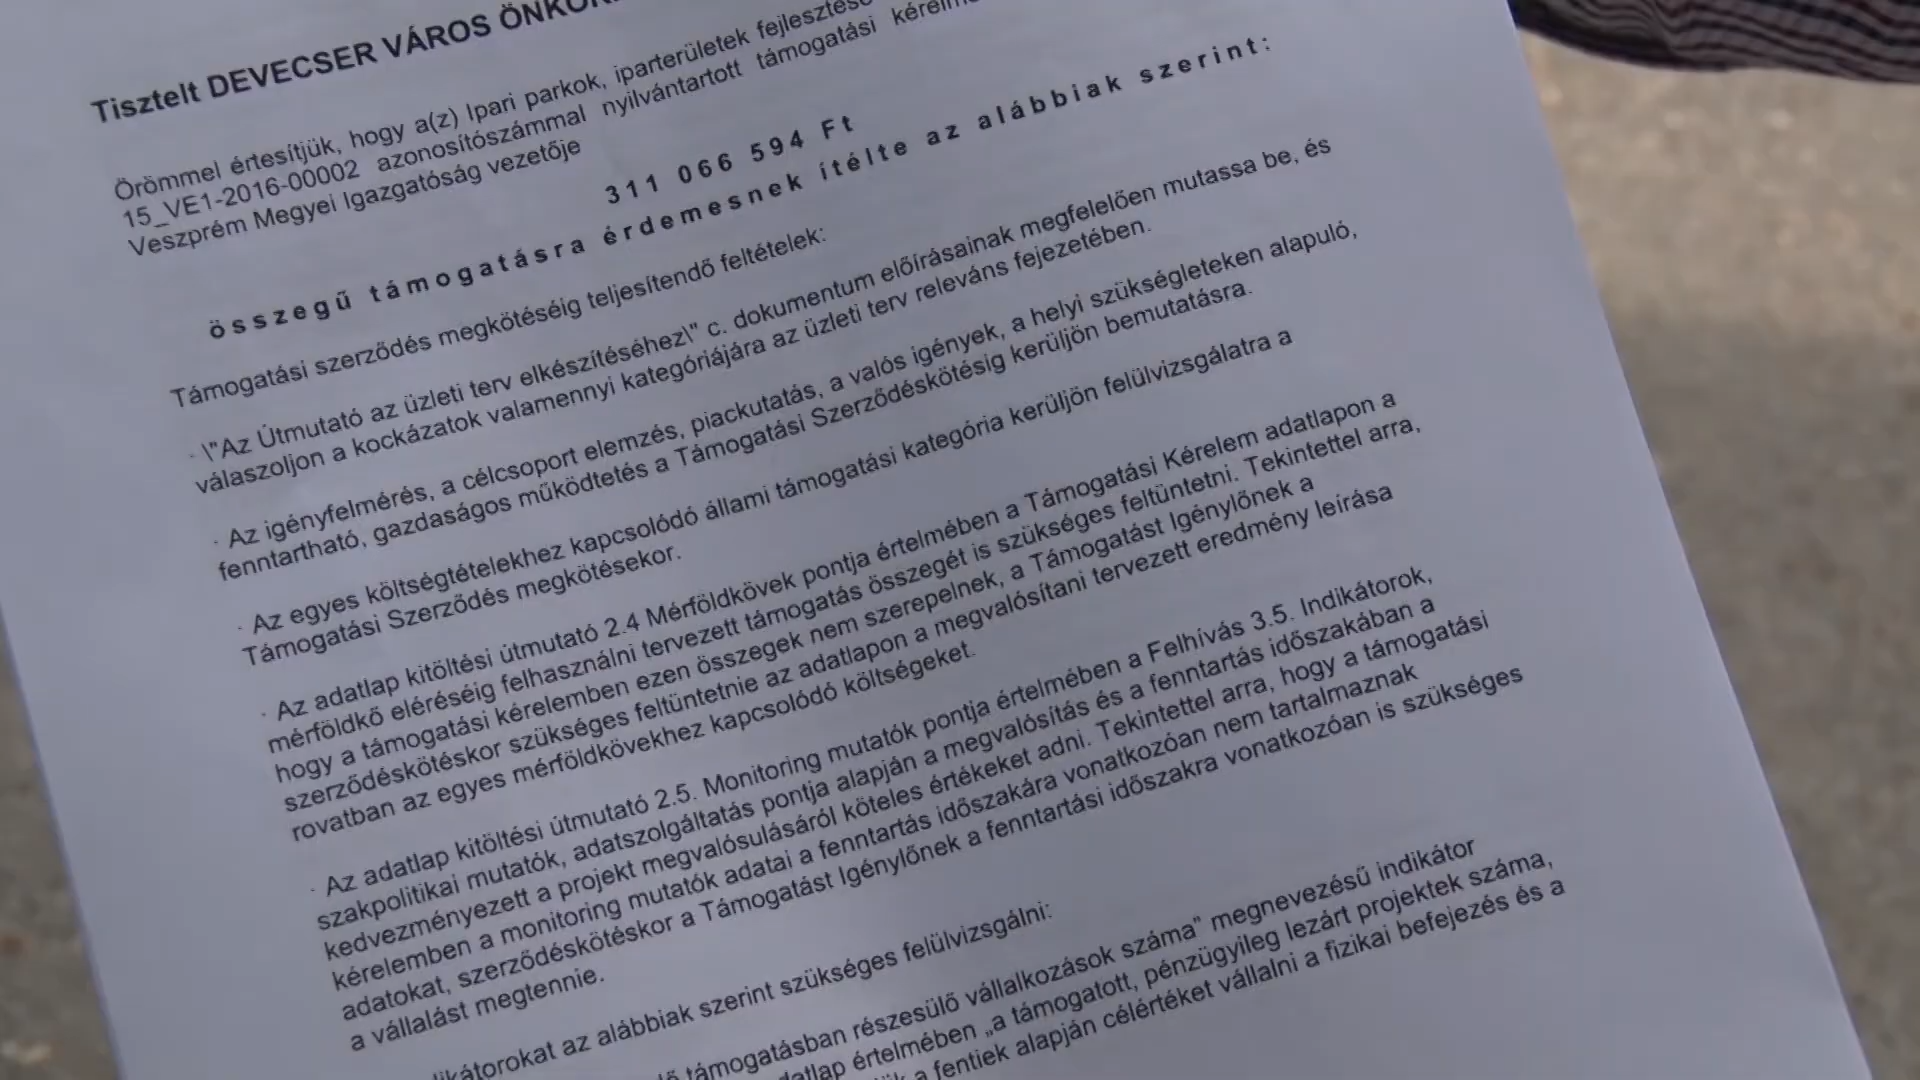 Tisztelt DEVECSER VÁROS
Örömmel értesítjük, hogy a(z) Ipari parkok, iparterületek
15_VE1-2016-00002 azonosítószámmal nyilvántartott támogatási
Veszprém Megyei Igazgatóság vezetője
311 066 594 Ft
összegű támogatásra érdemesnek ítélte az alábbiak szerint:
Támogatási szerződés megkötéséig teljesítendő feltételek:
· \"Az Útmutató az üzleti terv elkészítéséhez\" c. dokumentum előírásainak megfelelően mutassa be, és
válaszoljon a kockázatok valamennyi kategóriájára az üzleti terv releváns fejezetében.
· Az igényfelmérés, a célcsoport elemzés, piackutatás, a valós igények, a helyi szükségleteken alapuló,
fenntartható, gazdaságos működtetés a Támogatási Szerződéskötésig kerüljön bemutatásra.
· Az egyes költségtételekhez kapcsolódó állami támogatási kategória kerüljön felülvizsgálatra a
Támogatási Szerződés megkötésekor.
· Az adatlap kitöltési útmutató 2.4 Mérföldkövek pontja értelmében a Támogatási Kérelem adatlapon a
mérföldkő eléréséig felhasználni tervezett támogatás összegét is szükséges feltüntetni. Tekintettel arra,
hogy a támogatási kérelemben ezen összegek nem szerepelnek, a Támogatást Igénylőnek a
szerződéskötéskor szükséges feltüntetnie az adatlapon a megvalósítani tervezett eredmény leírása
rovatban az egyes mérföldkövekhez kapcsolódó költségeket.
· Az adatlap kitöltési útmutató 2.5. Monitoring mutatók pontja értelmében a Felhívás 3.5. Indikátorok,
szakpolitikai mutatók, adatszolgáltatás pontja alapján a megvalósítás és a fenntartás időszakában a
kedvezményezett a projekt megvalósulásáról köteles értékeket adni. Tekintettel arra, hogy a támogatási
kérelemben a monitoring mutatók adatai a fenntartás időszakára vonatkozóan nem tartalmaznak
adatokat, szerződéskötéskor a Támogatást Igénylőnek a fenntartási időszakra vonatkozóan is szükséges
a vállalást megtennie.
az alábbiak szerint szükséges felülvizsgálni:
támogatásban részesülő vállalkozások száma" megnevezésű indikátor
értelmében „a támogatott, pénzügyileg lezárt projektek száma,
a fentiek alapján célértéket vállalni a fizikai befejezés és a